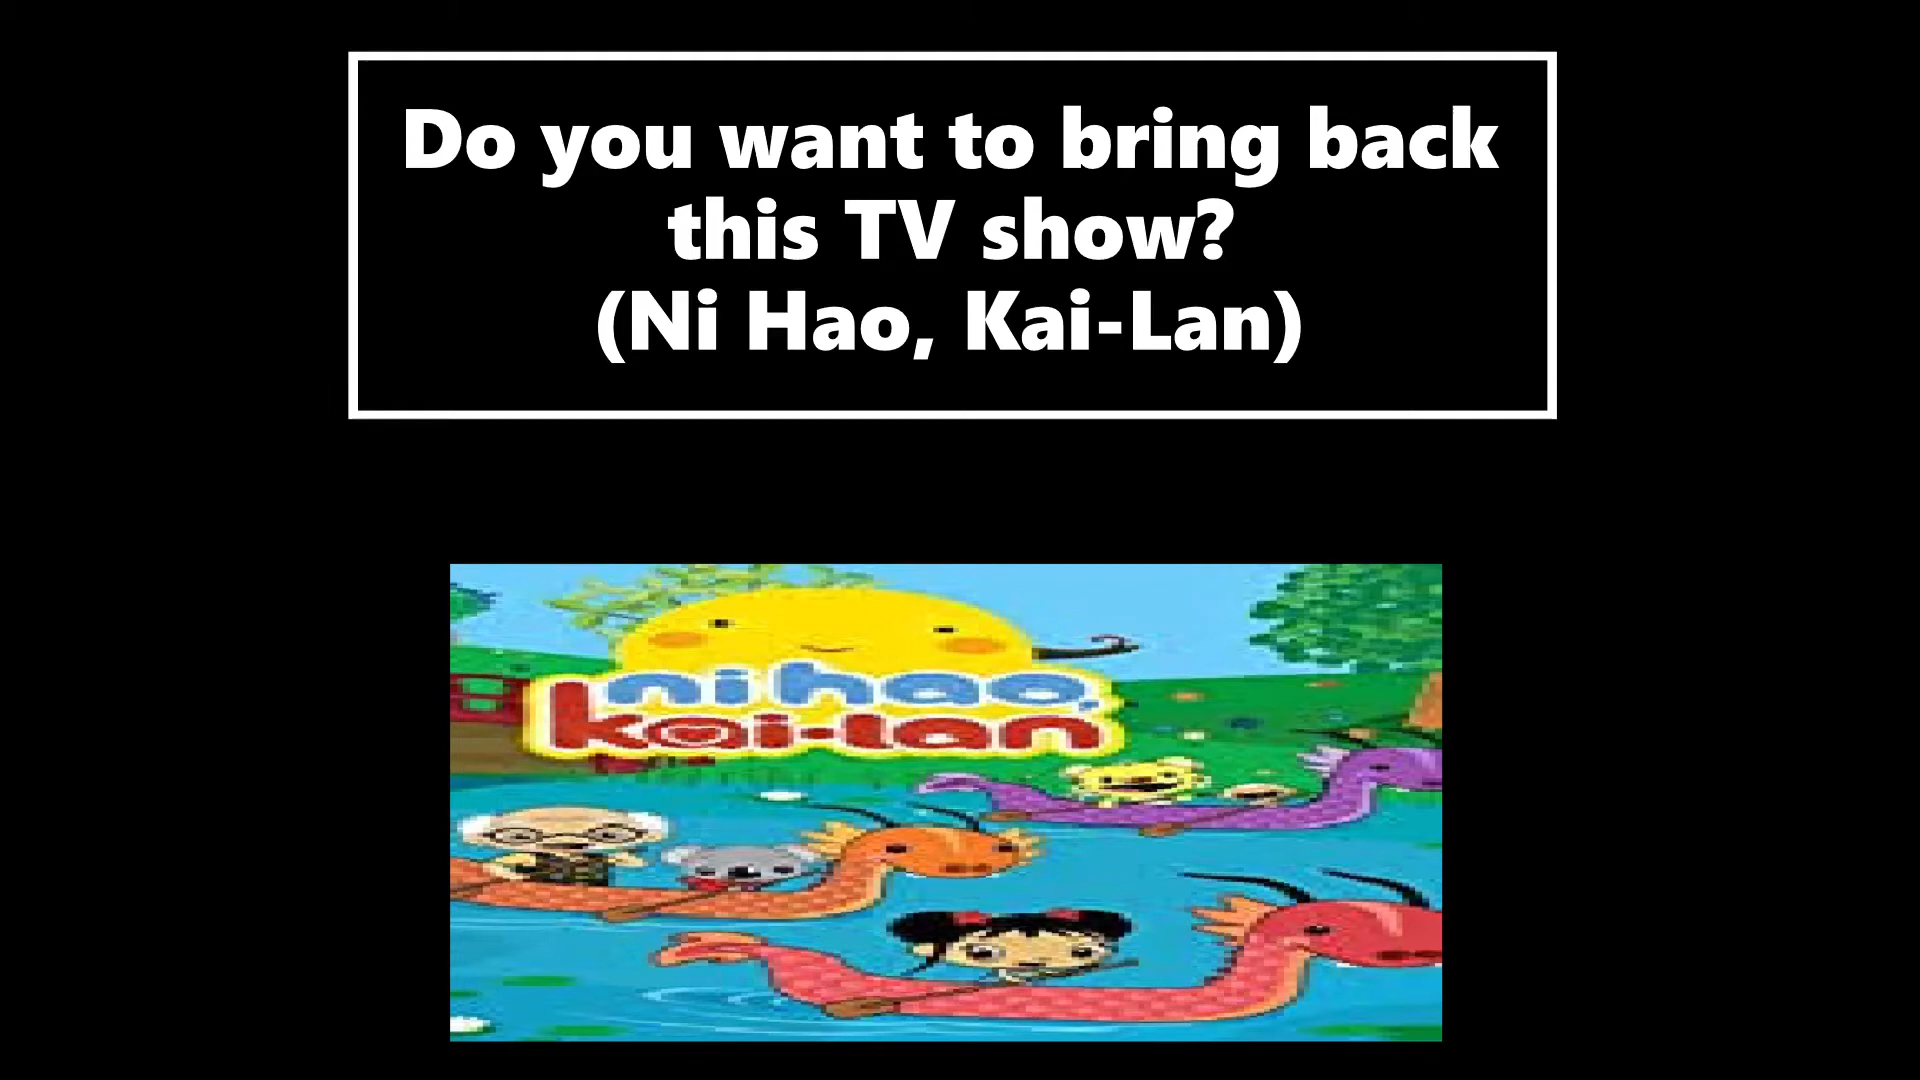 Do you want to bring back
this TV show?
(Ni Hao, Kai-Lan)
ni hao,
kai-lan